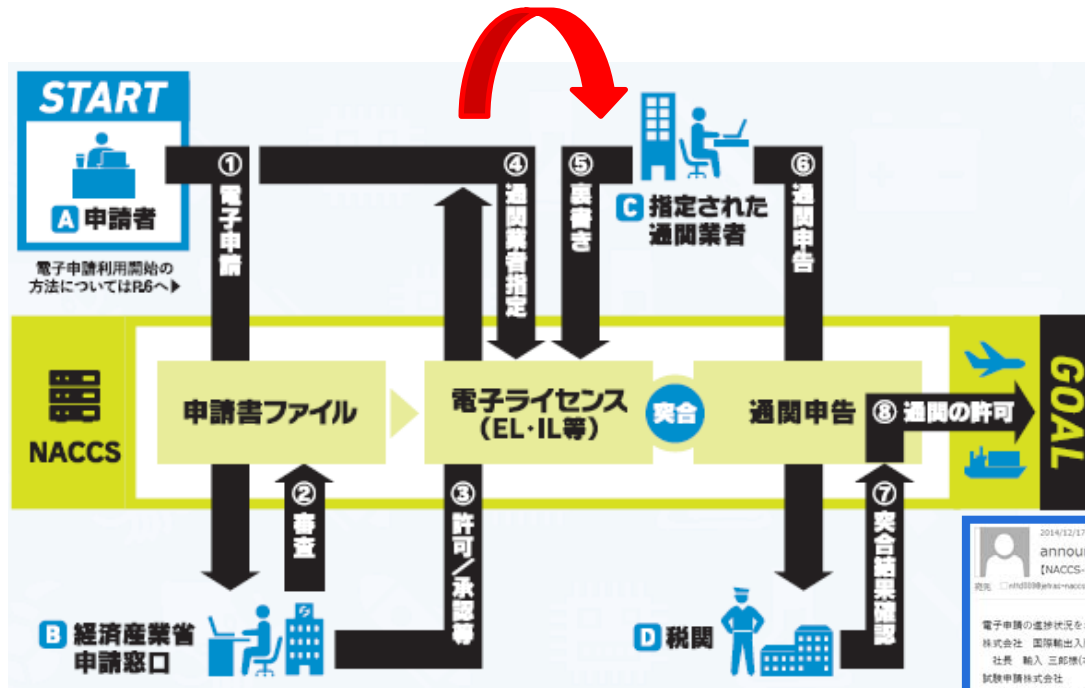 START
A 申請者
電子申請利用開始の
方法についてはP.6へ▶
①電子申請
④通関業者指定
⑤裏書き
C 指定された
通関業者
⑥通関申告
NACCS
申請書ファイル
電子ライセンス
(EL・IL等)
突合
通関申告
⑧通関の許可
GOAL
②審査
③許可/承認等
⑦突合結果確認
B 経済産業省
申請窓口
D 税関
2014/12/17
annou
【NACCS-
宛先
電子申請の進捗状況を
株式会社 国際輸出入
社長 輸入 三郎様
試験申請株式会社